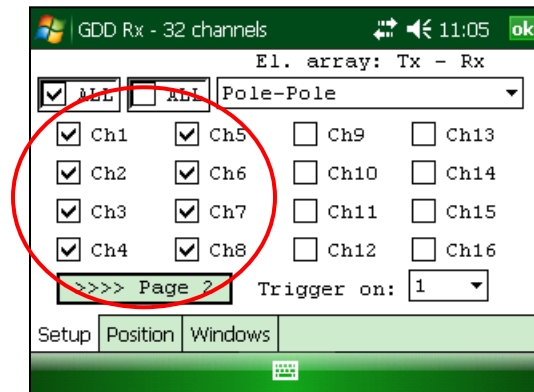 GDD Rx - 32 channels 11:05 ok
El. array: Tx - Rx
ALL ALL Pole-Pole
Ch1 Ch5 Ch9 Ch13
Ch2 Ch6 Ch10 Ch14
Ch3 Ch7 Ch11 Ch15
Ch4 Ch8 Ch12 Ch16
>>>> Page 2 Trigger on: 1
Setup Position Windows